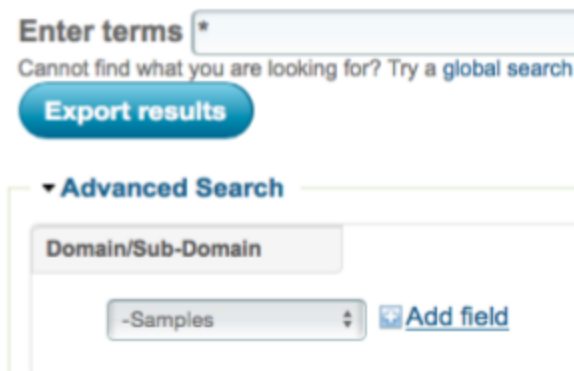 Enter terms *
Cannot find what you are looking for? Try a global search
Export results
Advanced Search
Domain/Sub-Domain
-Samples Add field